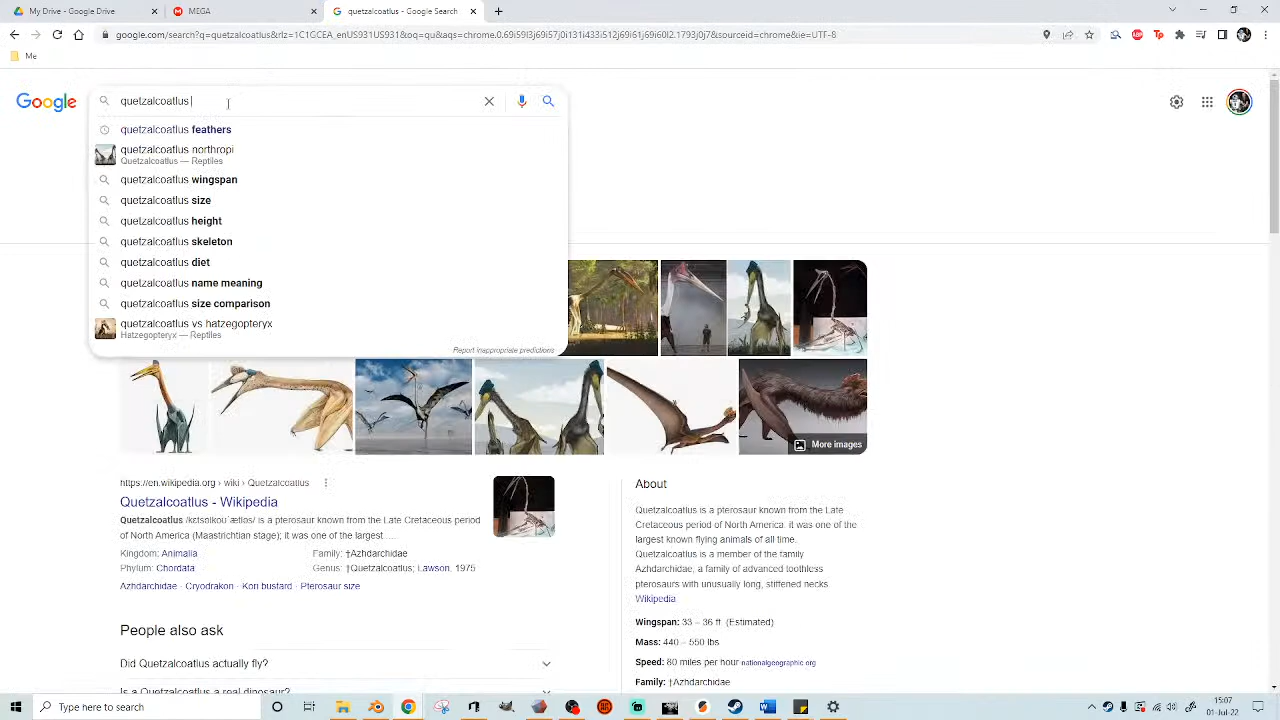 My Drive - Google Drive
MEGA
quetzalcoatlus - Google Search
google.com/search?q=quetzalcoatlus&rlz=1C1GCEA_enUS931US931&oq=qu&aqs=chrome.0.69i59l3j69i57j0i131i433i512j69i61j69i60l2.1793j0j7&sourceid=chrome&ie=UTF-8
Me
Google
quetzalcoatlus
quetzalcoatlus feathers
quetzalcoatlus northropi
Quetzalcoatlus — Reptiles
quetzalcoatlus wingspan
quetzalcoatlus size
quetzalcoatlus height
quetzalcoatlus skeleton
quetzalcoatlus diet
quetzalcoatlus name meaning
quetzalcoatlus size comparison
quetzalcoatlus vs hatzegopteryx
Hatzegopteryx — Reptiles
Report inappropriate predictions
More images
https://en.wikipedia.org › wiki › Quetzalcoatlus
Quetzalcoatlus - Wikipedia
Quetzalcoatlus is a pterosaur known from the Late Cretaceous period
of North America (Maastrichtian stage); it was one of the largest ...
Kingdom: Animalia
Family: †Azhdarchidae
Phylum: Chordata
Genus: †Quetzalcoatlus; Lawson, 1975
Azhdarchidae · Cryodrakon · Kori bustard · Pterosaur size
People also ask
Did Quetzalcoatlus actually fly?
Is a Quetzalcoatlus a real dinosaur?
About
Quetzalcoatlus is a pterosaur known from the Late
Cretaceous period of North America. it was one of the
largest known flying animals of all time.
Quetzalcoatlus is a member of the family
Azhdarchidae, a family of advanced toothless
pterosaurs with unusually long, stiffened necks
Wikipedia
Wingspan: 33 – 36 ft. (Estimated)
Mass: 440 – 550 lbs
Speed: 80 miles per hour nationalgeographic.org
Family: †Azhdarchidae
Type here to search
15:07
01-Jul-22